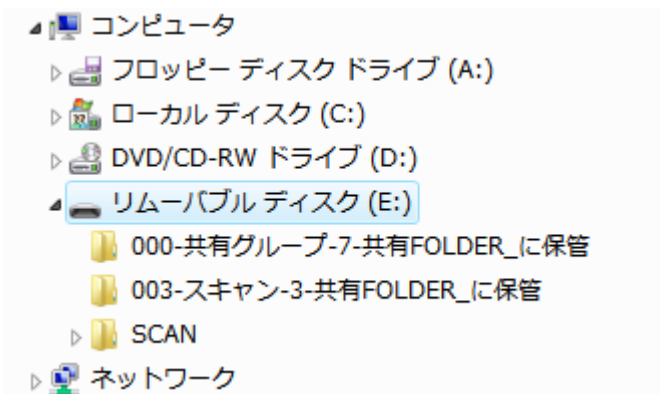 コンピュータ
フロッピー ディスク ドライブ (A:)
ローカル ディスク (C:)
DVD/CD-RW ドライブ (D:)
リムーバブル ディスク (E:)
000-共有グループ-7-共有FOLDER_に保管
003-スキャン-3-共有FOLDER_に保管
SCAN
ネットワーク